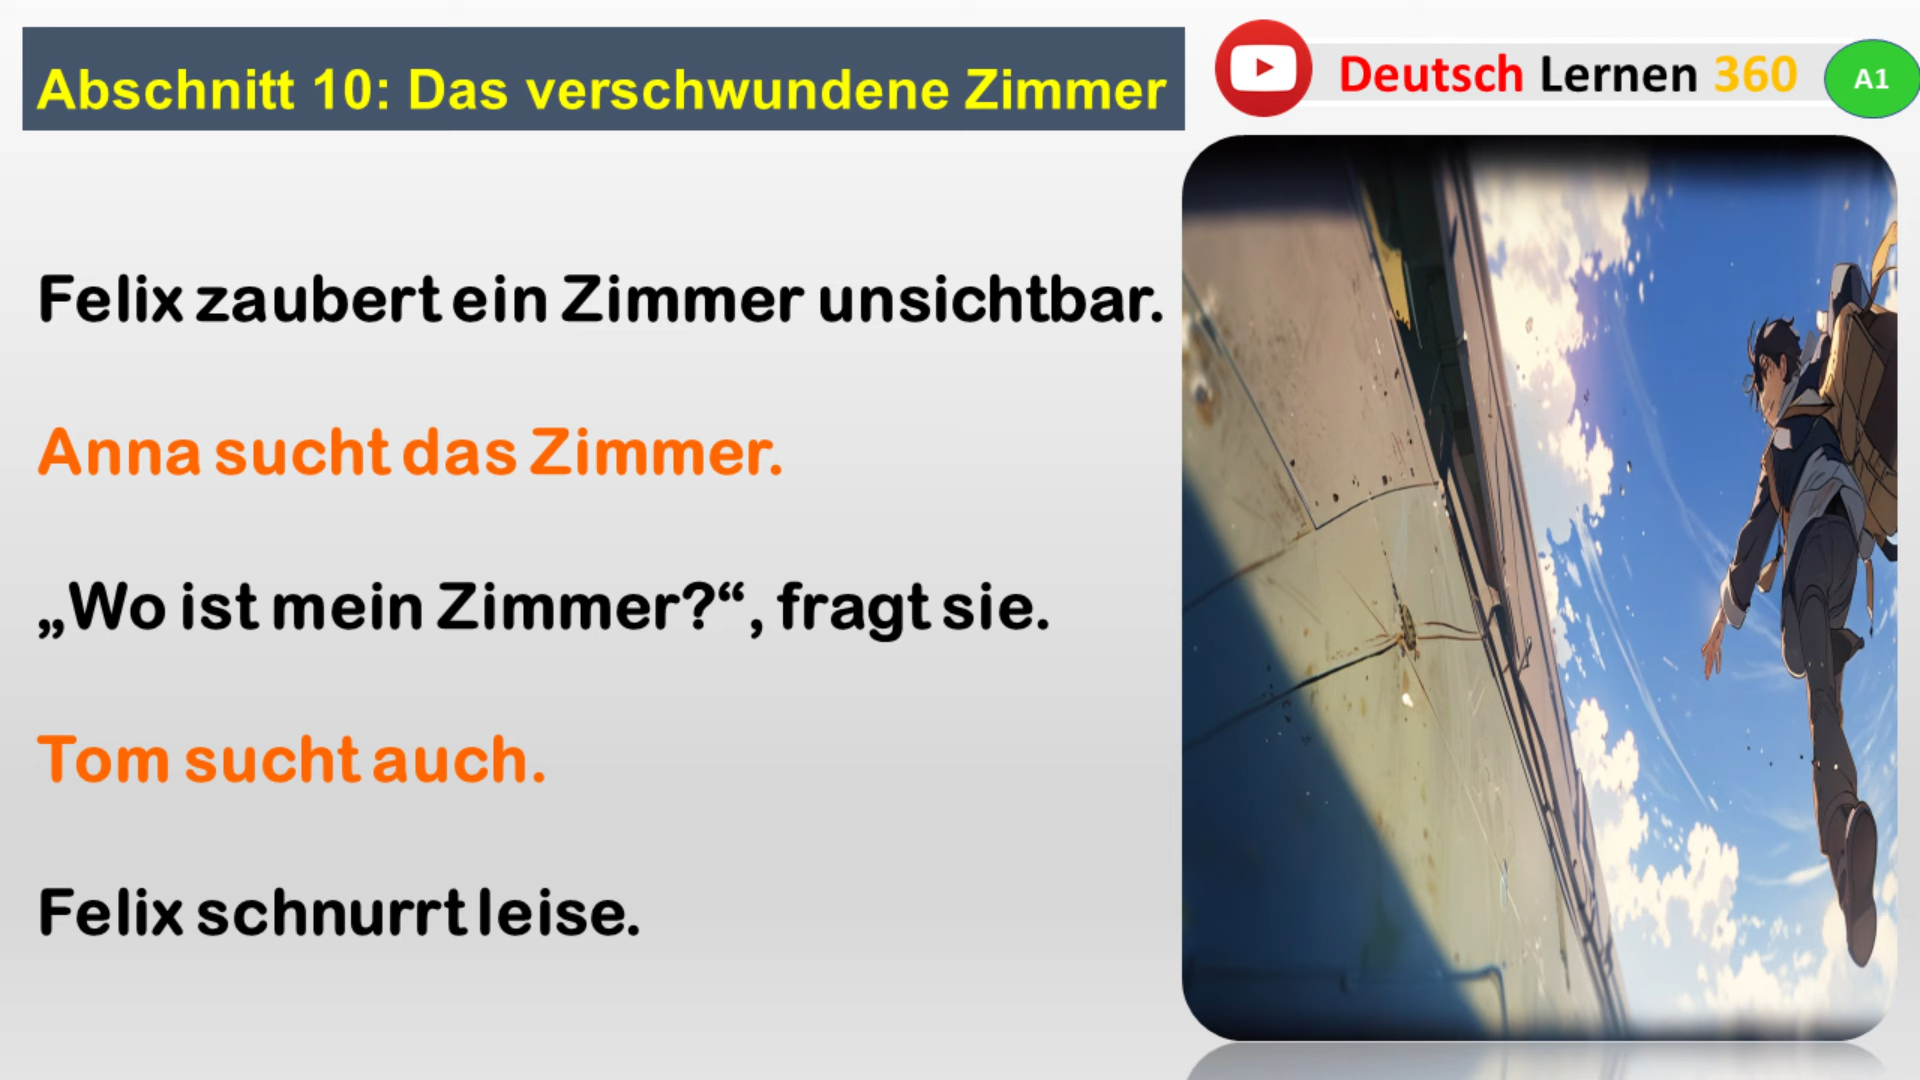 Abschnitt 10: Das verschwundene Zimmer
Deutsch Lernen 360
A1
Felix zaubert ein Zimmer unsichtbar.
Anna sucht das Zimmer.
„Wo ist mein Zimmer?“, fragt sie.
Tom sucht auch.
Felix schnurrt leise.